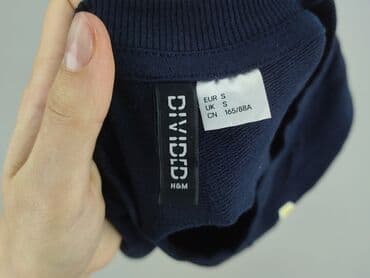 DIVIDED
H&M
EUR S
UK S
CN 165/88A